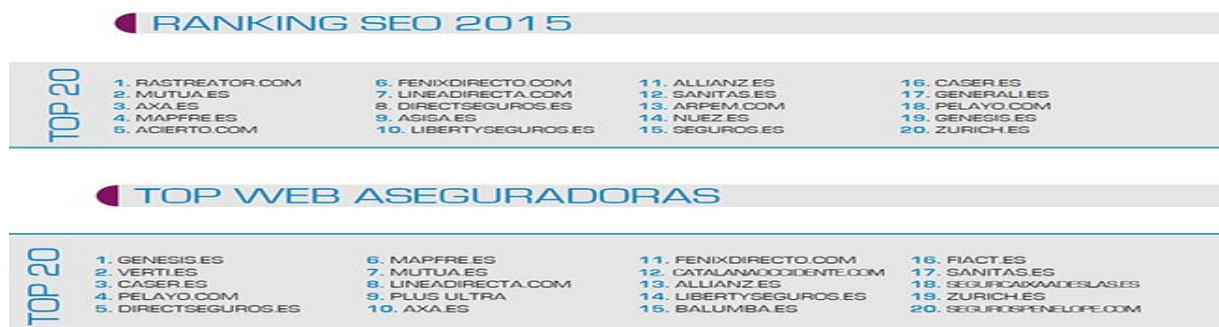 RANKING SEO 2015
TOP 20
1. RASTREATOR.COM
2. MUTUA.ES
3. AXA.ES
4. MAPFRE.ES
5. ACIERTO.COM
6. FENIXDIRECTO.COM
7. LINEADIRECTA.COM
8. DIRECTSEGUROS.ES
9. ASISA.ES
10. LIBERTYSEGUROS.ES
11. ALLIANZ.ES
12. SANITAS.ES
13. ARPEM.COM
14. NUEZ.ES
15. SEGUROS.ES
16. CASER.ES
17. GENERALI.ES
18. PELAYO.COM
19. GENESIS.ES
20. ZURICH.ES
TOP WEB ASEGURADORAS
TOP 20
1. GENESIS.ES
2. VERTI.ES
3. CASER.ES
4. PELAYO.COM
5. DIRECTSEGUROS.ES
6. MAPFRE.ES
7. MUTUA.ES
8. LINEADIRECTA.COM
9. PLUS ULTRA
10. AXA.ES
11. FENIXDIRECTO.COM
12. CATALANAOCCIDENTE.COM
13. ALLIANZ.ES
14. LIBERTYSEGUROS.ES
15. BALUMBA.ES
16. FIACT.ES
17. SANITAS.ES
18. SEGURCAIXAADESLAS.ES
19. ZURICH.ES
20. SEGUROSPENELOPE.COM